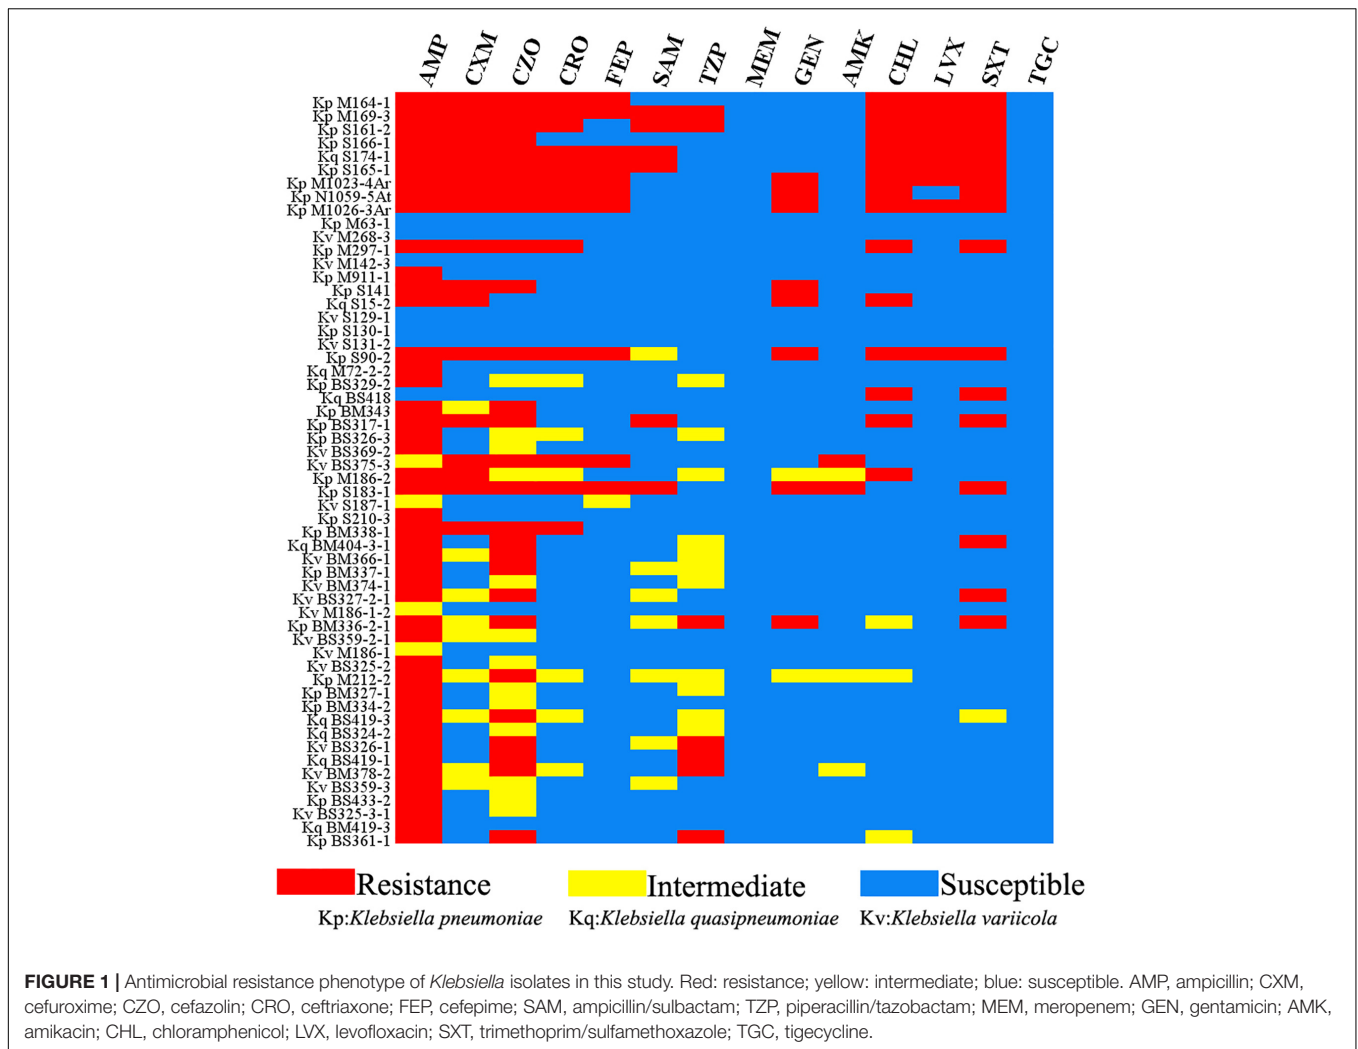 AMP CXM CZO CRO FEP SAM TZP MEM GEN AMK CHL LVX SXT TGC
Kp M164-1
Kp M169-3
Kp S161-2
Kp S166-1
Kq S174-1
Kp S165-1
Kp M1023-4Ar
Kp N1059-5At
Kp M1026-3Ar
Kp M63-1
Kv M268-3
Kp M297-1
Kv M142-3
Kp M911-1
Kp S141
Kq S15-2
Kv S129-1
Kp S130-1
Kv S131-2
Kp S90-2
Kq M72-2-2
Kp BS329-2
Kq BS418
Kp BM343
Kp BS317-1
Kp BS326-3
Kv BS369-2
Kv BS375-3
Kp M186-2
Kp S183-1
Kv S187-1
Kp S210-3
Kp BM338-1
Kq BM404-3-1
Kv BM366-1
Kp BM337-1
Kv BM374-1
Kv BS327-2-1
Kv M186-1-2
Kp BM336-2-1
Kv BS359-2-1
Kv M186-1
Kv BS325-2
Kp M212-2
Kp BM327-1
Kp BM334-2
Kq BS419-3
Kq BS324-2
Kv BS326-1
Kq BS419-1
Kv BM378-2
Kv BS359-3
Kp BS433-2
Kv BS325-3-1
Kq BM419-3
Kp BS361-1
Resistance Intermediate Susceptible
Kp:Klebsiella pneumoniae Kq:Klebsiella quasipneumoniae Kv:Klebsiella variicola
FIGURE 1 | Antimicrobial resistance phenotype of Klebsiella isolates in this study. Red: resistance; yellow: intermediate; blue: susceptible. AMP, ampicillin; CXM,
cefuroxime; CZO, cefazolin; CRO, ceftriaxone; FEP, cefepime; SAM, ampicillin/sulbactam; TZP, piperacillin/tazobactam; MEM, meropenem; GEN, gentamicin; AMK,
amikacin; CHL, chloramphenicol; LVX, levofloxacin; SXT, trimethoprim/sulfamethoxazole; TGC, tigecycline.